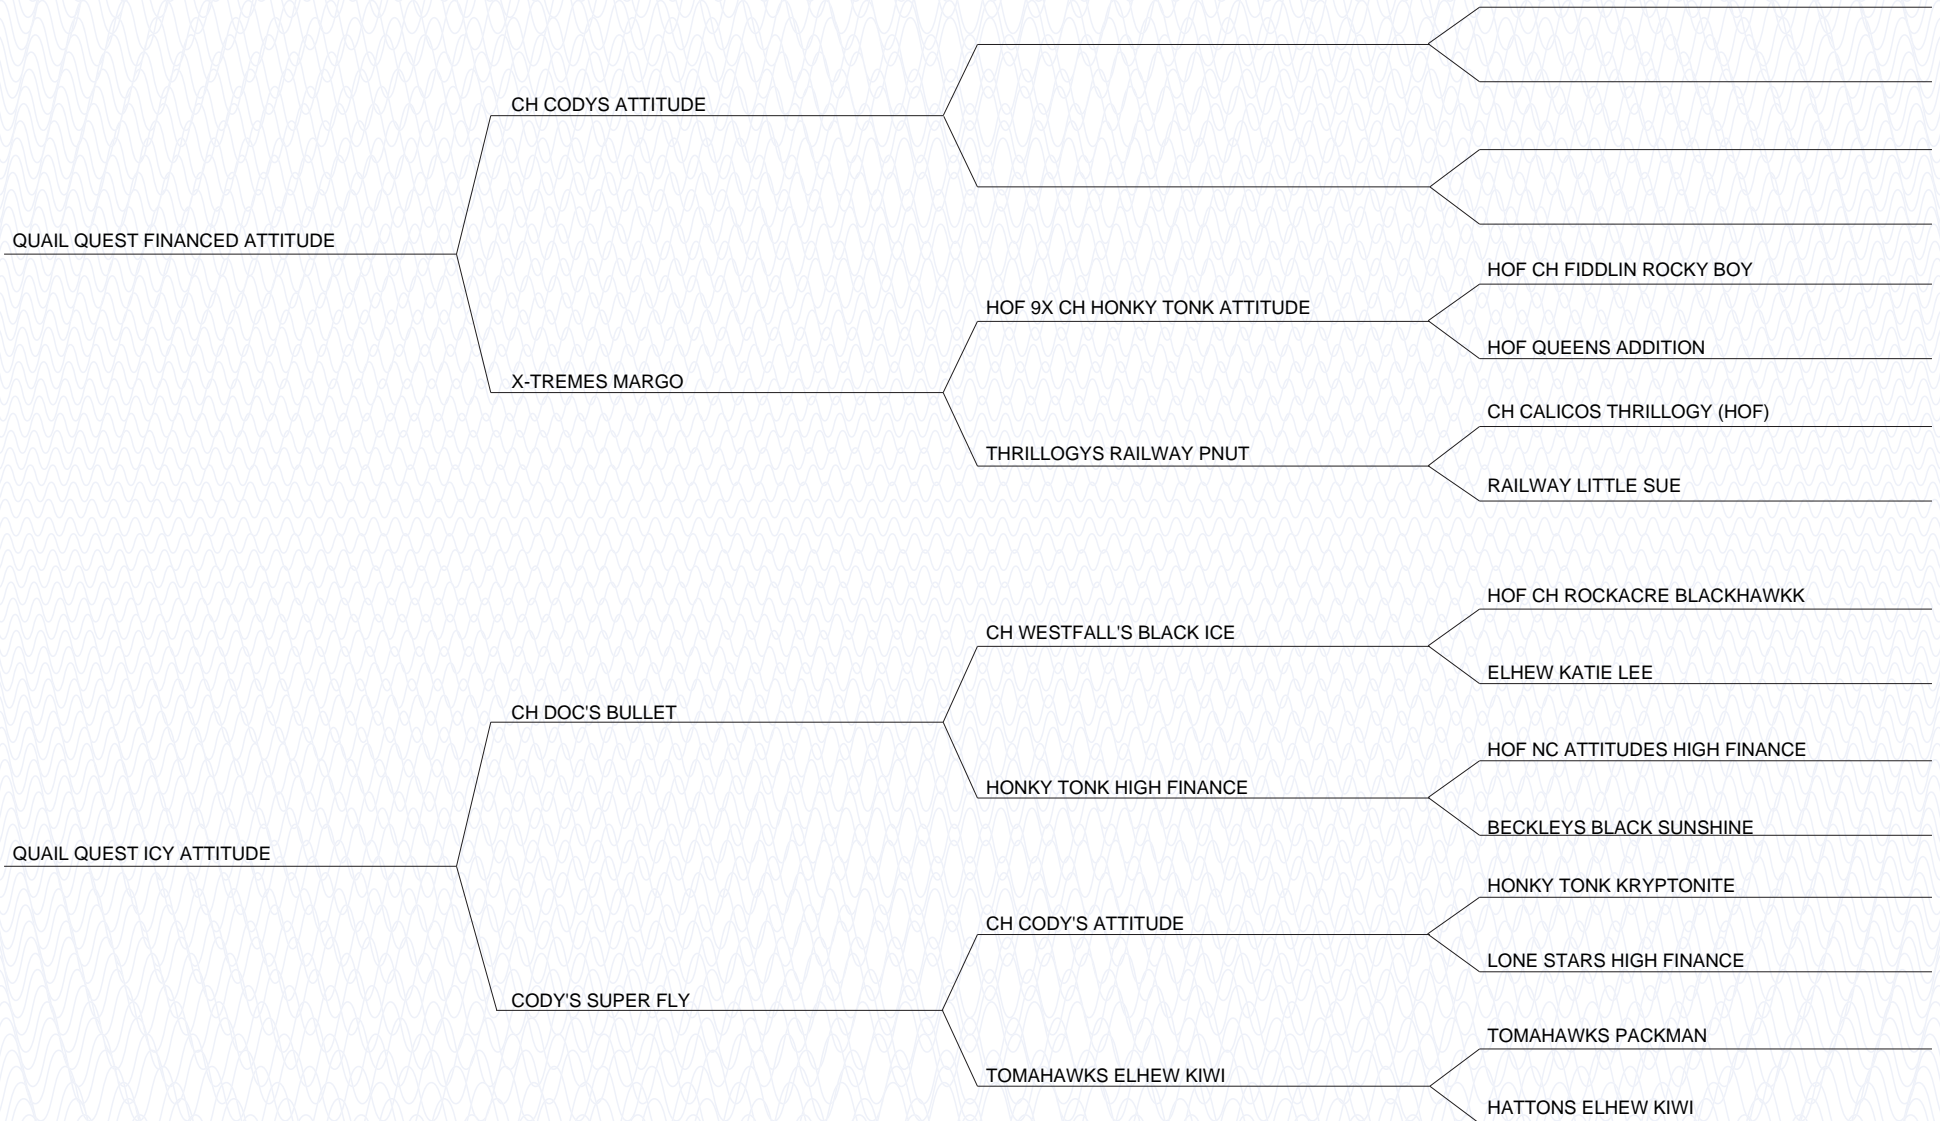 CH CODYS ATTITUDE
QUAIL QUEST FINANCED ATTITUDE
HOF CH FIDDLIN ROCKY BOY
HOF 9X CH HONKY TONK ATTITUDE
HOF QUEENS ADDITION
X-TREMES MARGO
CH CALICOS THRILLOGY (HOF)
THRILLOGYS RAILWAY PNUT
RAILWAY LITTLE SUE
HOF CH ROCKACRE BLACKHAWKK
CH WESTFALL'S BLACK ICE
ELHEW KATIE LEE
CH DOC'S BULLET
HOF NC ATTITUDES HIGH FINANCE
HONKY TONK HIGH FINANCE
BECKLEYS BLACK SUNSHINE
QUAIL QUEST ICY ATTITUDE
HONKY TONK KRYPTONITE
CH CODY'S ATTITUDE
LONE STARS HIGH FINANCE
CODY'S SUPER FLY
TOMAHAWKS PACKMAN
TOMAHAWKS ELHEW KIWI
HATTONS ELHEW KIWI